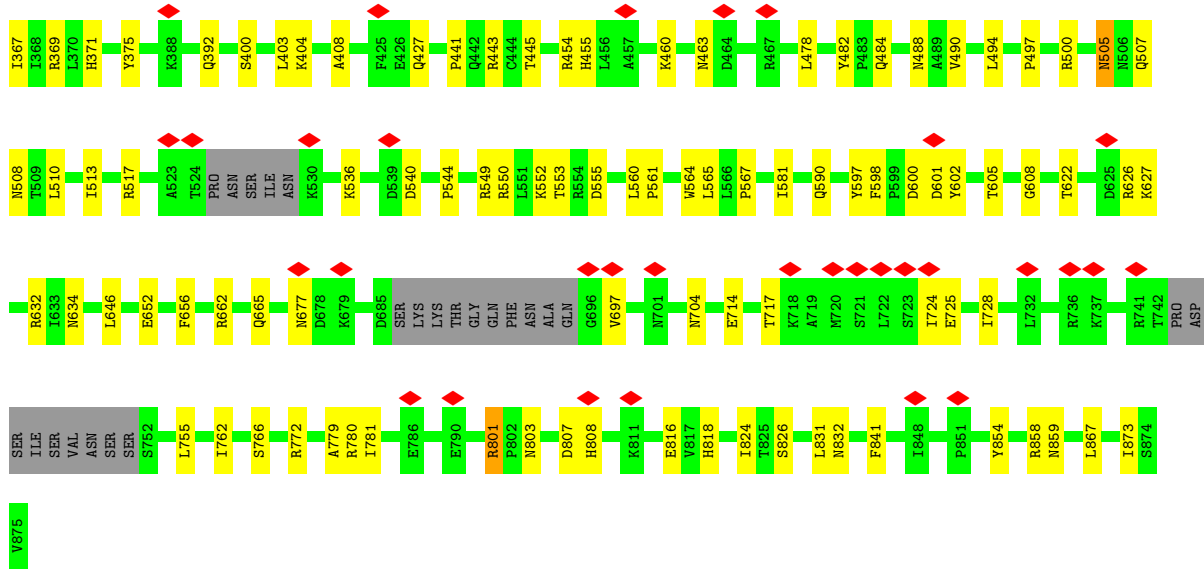 I367 I368 R369 L370 H371 Y375 K388 Q392 S400 L403 K404 A408 F425 E426 Q427 P441 Q442 R443 C444 T445 R454 H455 L456 A457 K460 N463 D464 R467 L478 Y482 P483 Q484 N488 A489 V490 L494 P497 R500 N505 N506 Q507
N508 T509 L510 I513 R517 A523 T524 PRO ASN SER ILE ASN K530 K536 D539 D540 P544 R549 R550 L551 K552 T553 R554 D555 L560 P561 W564 L565 L566 P567 I581 Q590 Y597 F598 P599 D600 D601 Y602 T605 G608 T622 D625 R626 K627
R632 I633 N634 L646 E652 F656 R662 Q665 N677 D678 K679 D685 SER LYS LYS THR GLY GLN PHE ASN ALA GLN G696 V697 N701 N704 E714 T717 K718 A719 M720 S721 L722 S723 I724 E725 I728 L732 R736 K737 R741 T742 PRO ASP
SER ILE SER VAL ASN SER SER S752 L755 I762 S766 R772 A779 R780 I781 E786 E790 R801 P802 N803 D807 H808 K811 E816 V817 H818 I824 T825 S826 L831 N832 F841 I848 P851 Y854 R858 N859 L867 I873 S874
V875